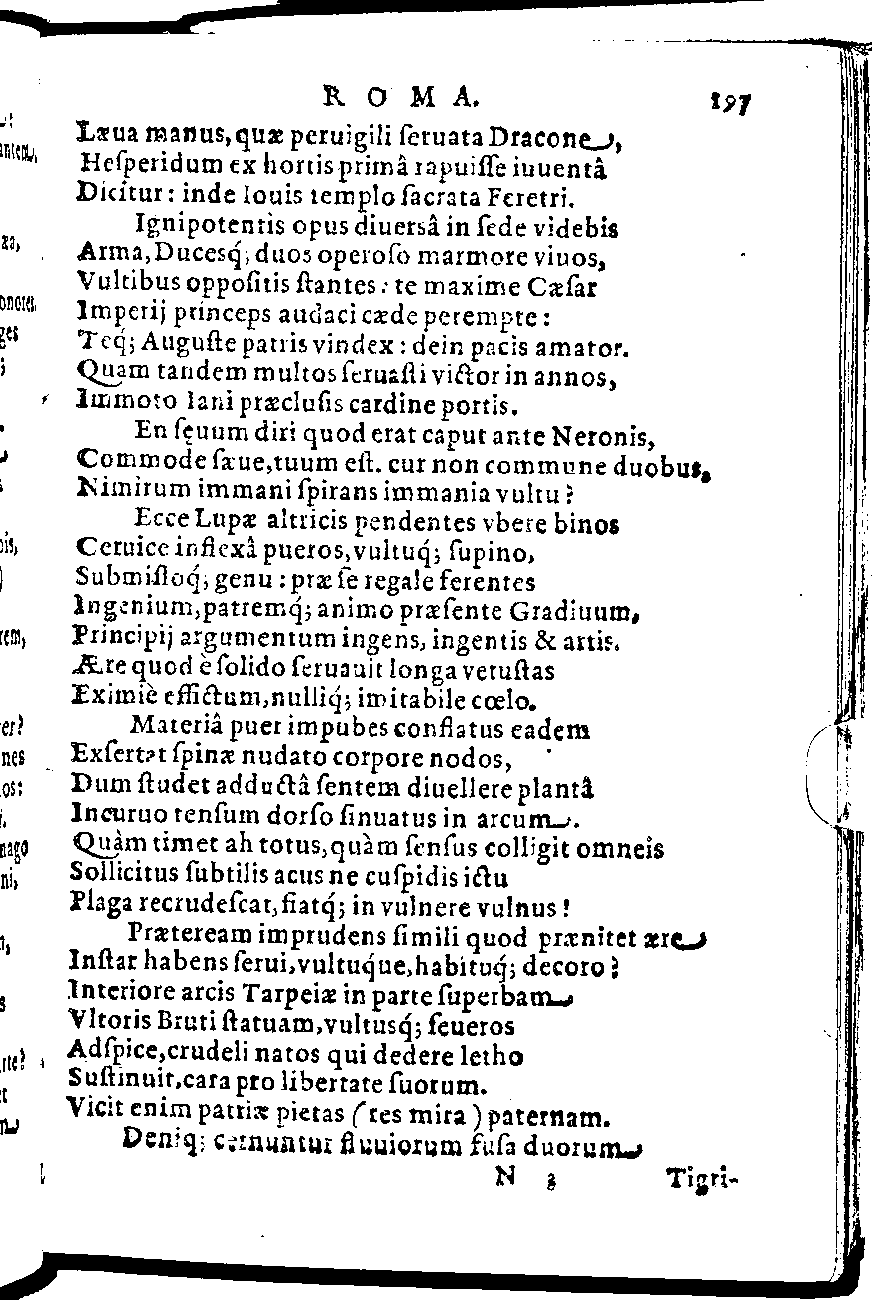 ROMA. 197
Læua manus, quæ peruigili ſeruata Dracone,
Heſperidum ex hortis primâ rapuiſſe iuuentâ
Dicitur: inde Iouis templo ſacrata Feretri.
Ignipotentis opus diuersâ in ſede videbis
Arma, Ducesq́; duos operoſo marmore viuos,
Vultibus oppoſitis ſtantes: te maxime Cæſar
Imperij princeps audaci cæde perempte:
Teq́; Auguſte patris vindex: dein pacis amator.
Quam tandem multos ſeruaſti victor in annos,
Immoto Iani præcluſis cardine portis.
En ſęuum diri quod erat caput ante Neronis,
Commode ſæue, tuum eſt. cur non commune duobus,
Nimirum immani ſpirans immania vultu?
Ecce Lupæ altricis pendentes vbere binos
Ceruice inflexâ pueros, vultuq́; ſupino,
Submiſſoq́; genu: præ ſe regale ferentes
Ingenium, patremq́; animo præſente Gradiuum,
Principij argumentum ingens, ingentis & artis.
Ære quod è ſolido ſeruauit longa vetuſtas
Eximiè effictum, nulliq́; imitabile cœlo.
Materiâ puer impubes conflatus eadem
Exſertat ſpinæ nudato corpore nodos,
Dum ſtudet adductâ ſentem diuellere plantâ
Incuruo tenſum dorſo ſinuatus in arcum.
Quàm timet ah totus, quàm ſenſus colligit omneis
Sollicitus ſubtilis acus ne cuſpidis ictu
Plaga recrudeſcat, fiatq́; in vulnere vulnus!
Præteream imprudens ſimili quod prænitet ære
Inſtar habens ſerui, vultuq́ue, habituq́; decoro?
Interiore arcis Tarpeiæ in parte ſuperbam
Vltoris Bruti ſtatuam, vultusq́; ſeueros
Adſpice, crudeli natos qui dedere letho
Suſtinuit, cara pro libertate ſuorum.
Vicit enim patriæ pietas (res mira) paternam.
Deniq; cernuntur fluuiorum fuſa duorum
N 3 Tigri-